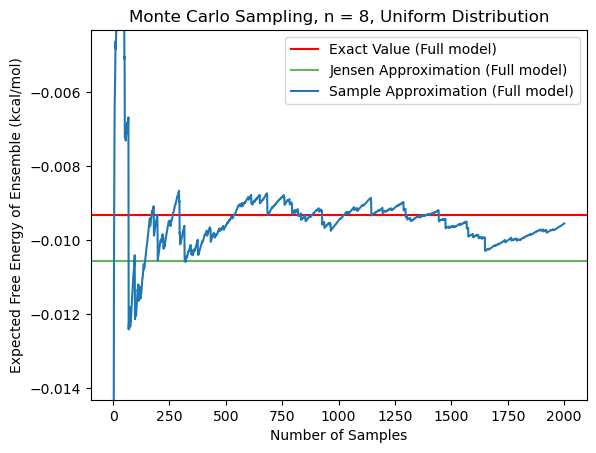 Monte Carlo Sampling, n = 8, Uniform Distribution
Exact Value (Full model)
Jensen Approximation (Full model)
Sample Approximation (Full model)
Expected Free Energy of Ensemble (kcal/mol)
−0.006
−0.008
−0.010
−0.012
−0.014
0 250 500 750 1000 1250 1500 1750 2000
Number of Samples